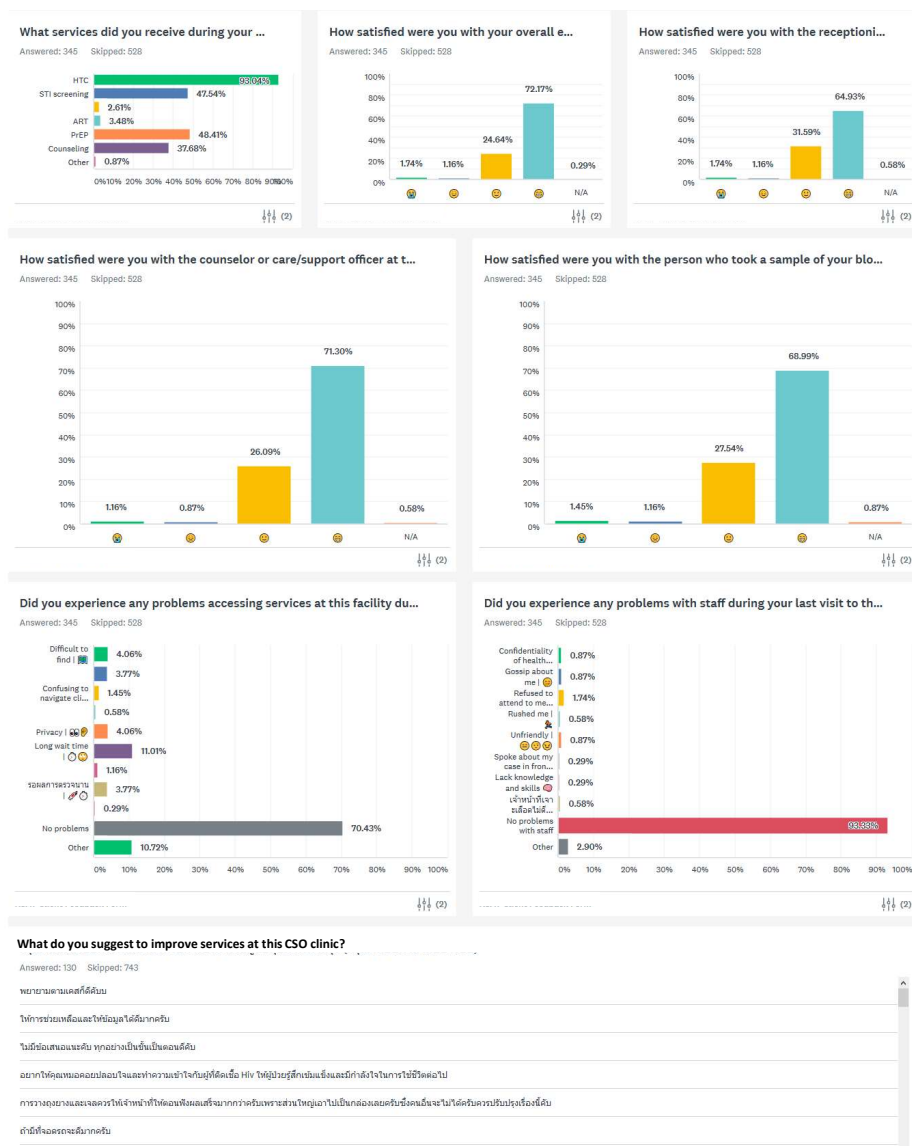 What services did you receive during your ...
Answered: 345 Skipped: 528
HTC 93.04%
STI screening 47.54%
2.61%
ART 3.48%
PrEP 48.41%
Counseling 37.68%
Other 0.87%
0% 10% 20% 30% 40% 50% 60% 70% 80% 90% 100%
(2)
How satisfied were you with your overall e...
Answered: 345 Skipped: 528
100%
80%
60%
40%
20%
0%
1.74% 1.16% 24.64% 72.17% 0.29%
N/A
(2)
How satisfied were you with the receptioni...
Answered: 345 Skipped: 528
100%
80%
60%
40%
20%
0%
1.74% 1.16% 31.59% 64.93% 0.58%
N/A
(2)
How satisfied were you with the counselor or care/support officer at t...
Answered: 345 Skipped: 528
100%
90%
80%
70%
60%
50%
40%
30%
20%
10%
0%
1.16% 0.87% 26.09% 71.30% 0.58%
N/A
(2)
How satisfied were you with the person who took a sample of your blo...
Answered: 345 Skipped: 528
100%
90%
80%
70%
60%
50%
40%
30%
20%
10%
0%
1.45% 1.16% 27.54% 68.99% 0.87%
N/A
(2)
Did you experience any problems accessing services at this facility du...
Answered: 345 Skipped: 528
Difficult to
find | 4.06%
3.77%
Confusing to
navigate cli... 1.45%
0.58%
Privacy | 4.06%
Long wait time
| 11.01%
1.16%
รอผลการตรวจนาน
| 3.77%
0.29%
No problems 70.43%
Other 10.72%
0% 10% 20% 30% 40% 50% 60% 70% 80% 90% 100%
(2)
Did you experience any problems with staff during your last visit to th...
Answered: 345 Skipped: 528
Confidentiality
of health... 0.87%
Gossip about
me | 0.87%
Refused to
attend to me... 1.74%
Rushed me |
0.58%
Unfriendly |
0.87%
Spoke about my
case in fron... 0.29%
Lack knowledge
and skills 0.29%
เจ้าหน้าที่เจา
ะเลือดไม่ดี... 0.58%
No problems
with staff 93.33%
Other 2.90%
0% 10% 20% 30% 40% 50% 60% 70% 80% 90% 100%
(2)
What do you suggest to improve services at this CSO clinic?
Answered: 130 Skipped: 743
พยายามตามเคสก็ดีคับบ
ให้การช่วยเหลือและให้ข้อมูลได้ดีมากครับ
ไม่มีข้อเสนอแนะคับ ทุกอย่างเป็นขั้นเป็นตอนดีคับ
อยากให้คุณหมอคอยปลอบใจและทำความเข้าใจกับผู้ที่ติดเชื้อ Hiv ให้ผู้ป่วยรู้สึกเข้มแข็งและมีกำลังใจในการใช้ชีวิตต่อไป
การวางถุงยางและเจลควรให้เจ้าหน้าที่ให้ตอนฟังผลเสร็จมากกว่าครับเพราะส่วนใหญ่เอาไปเป็นกล่องเลยครับซึ่งคนอื่นจะไม่ได้ครับควรปรับปรุงเรื่องนี้คับ
ถ้ามีที่จอดรถจะดีมากครับ